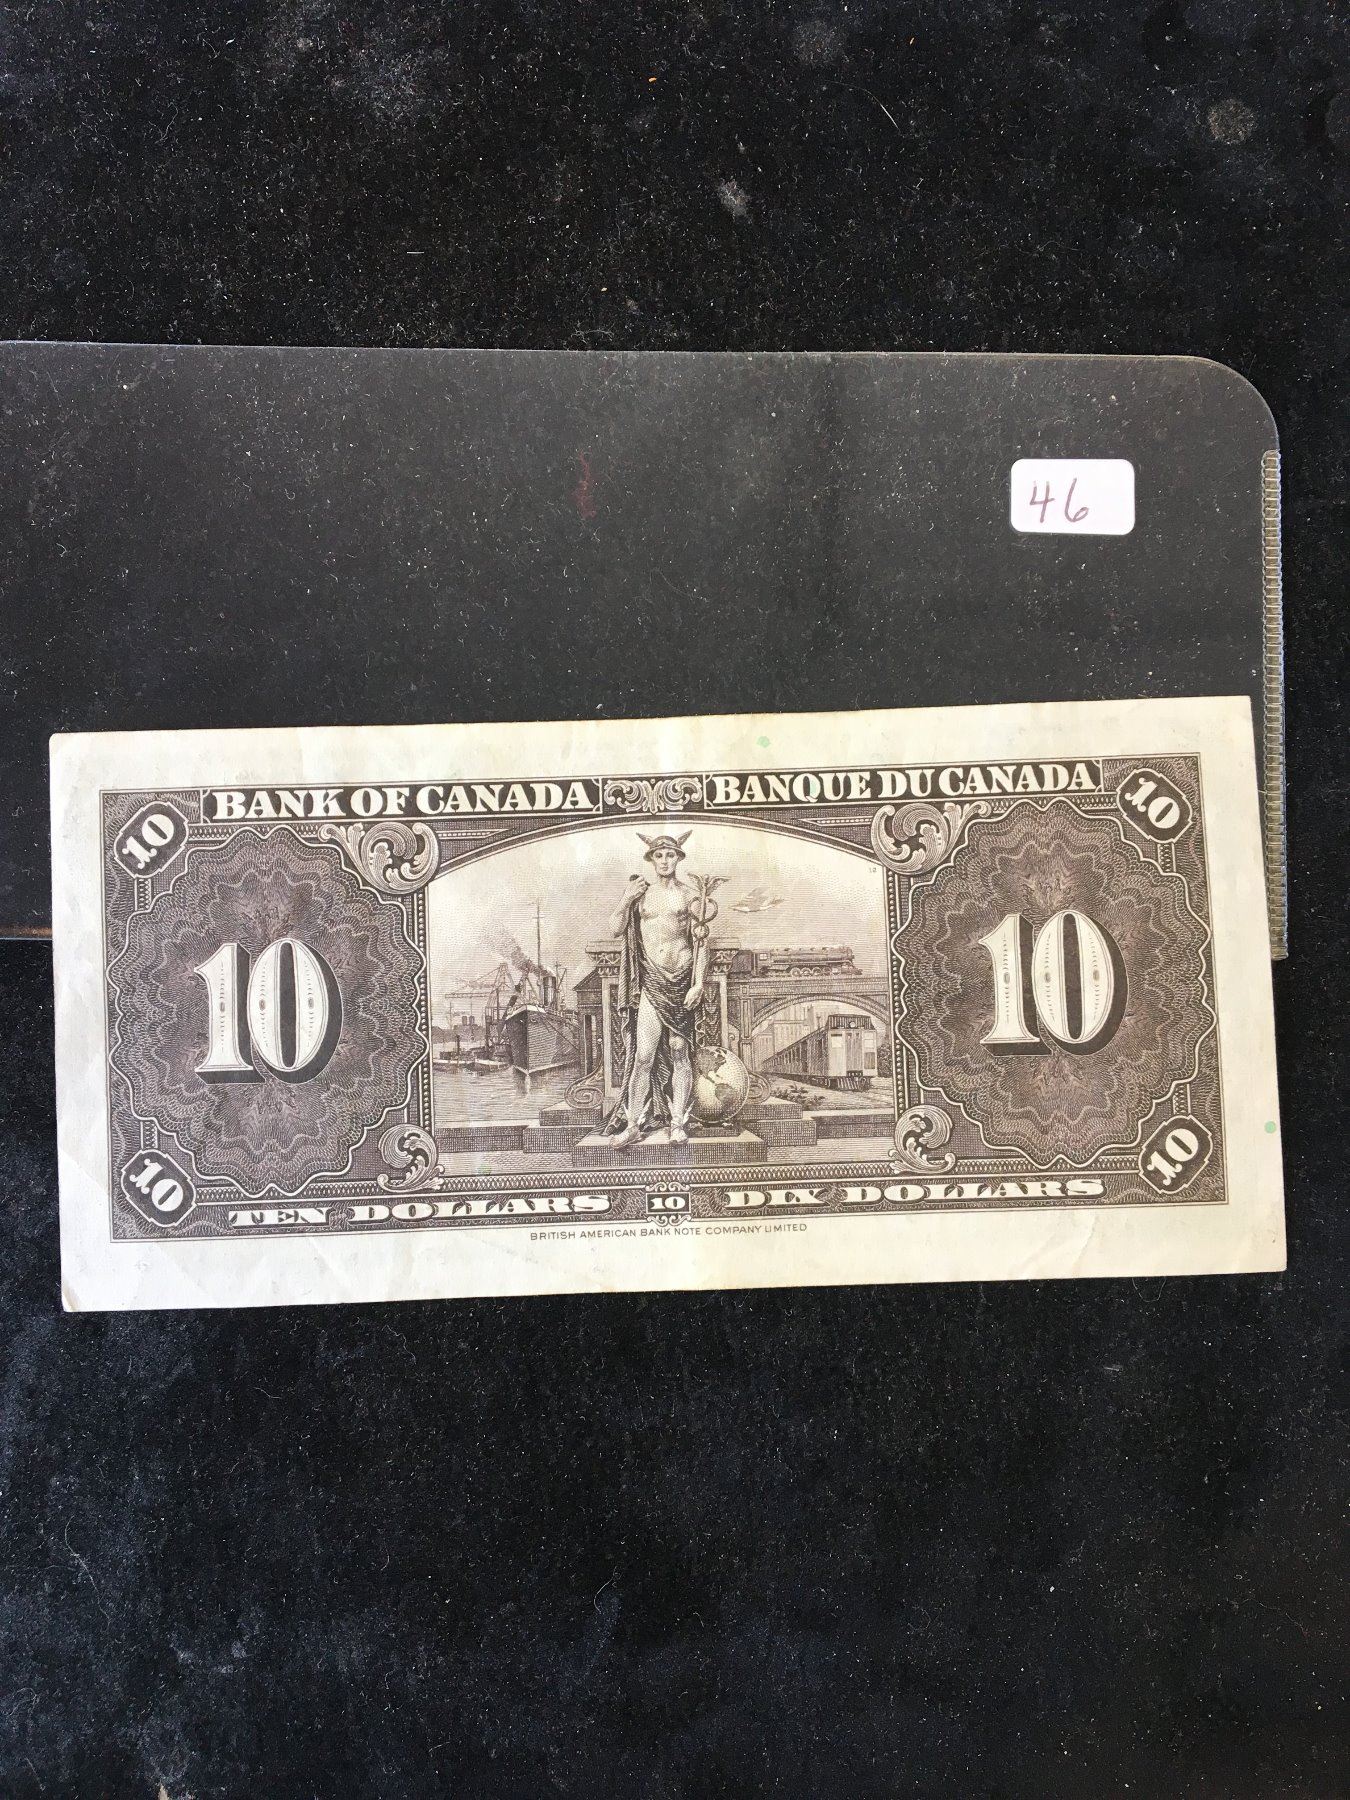 46
BANK OF CANADA BANQUE DU CANADA
10 10
10
10 10
10 10
TEN DOLLARS 10 DIX DOLLARS
BRITISH AMERICAN BANK NOTE COMPANY LIMITED